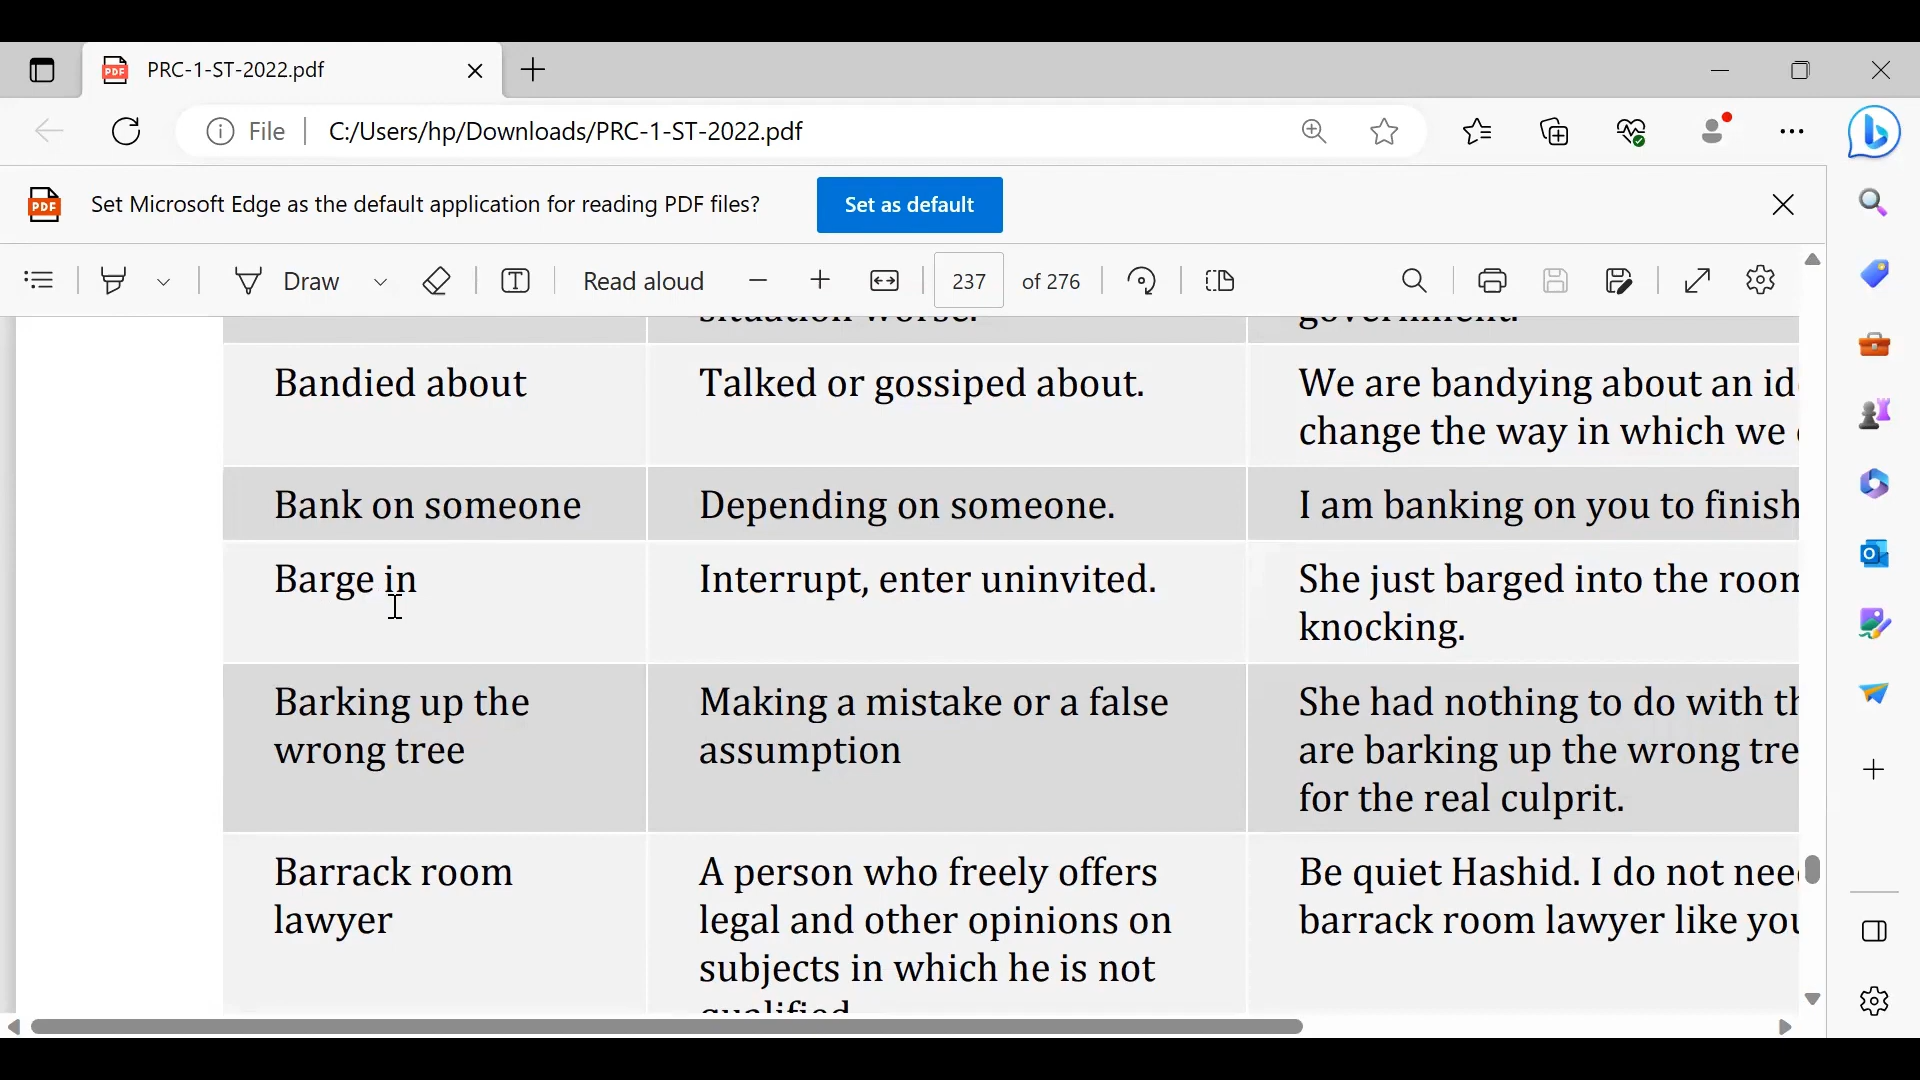 PRC-1-ST-2022.pdf
File C:/Users/hp/Downloads/PRC-1-ST-2022.pdf
PDF Set Microsoft Edge as the default application for reading PDF files? Set as default
Draw Read aloud 237 of 276
situation worse. government.
Bandied about Talked or gossiped about. We are bandying about an
change the way in which we
Bank on someone Depending on someone. I am banking on you to finish
Barge in Interrupt, enter uninvited. She just barged into the room
knocking.
Barking up the Making a mistake or a false She had nothing to do with
wrong tree assumption are barking up the wrong
for the real culprit.
Barrack room A person who freely offers Be quiet Hashid. I do not
lawyer legal and other opinions on barrack room lawyer like
subjects in which he is not
qualified